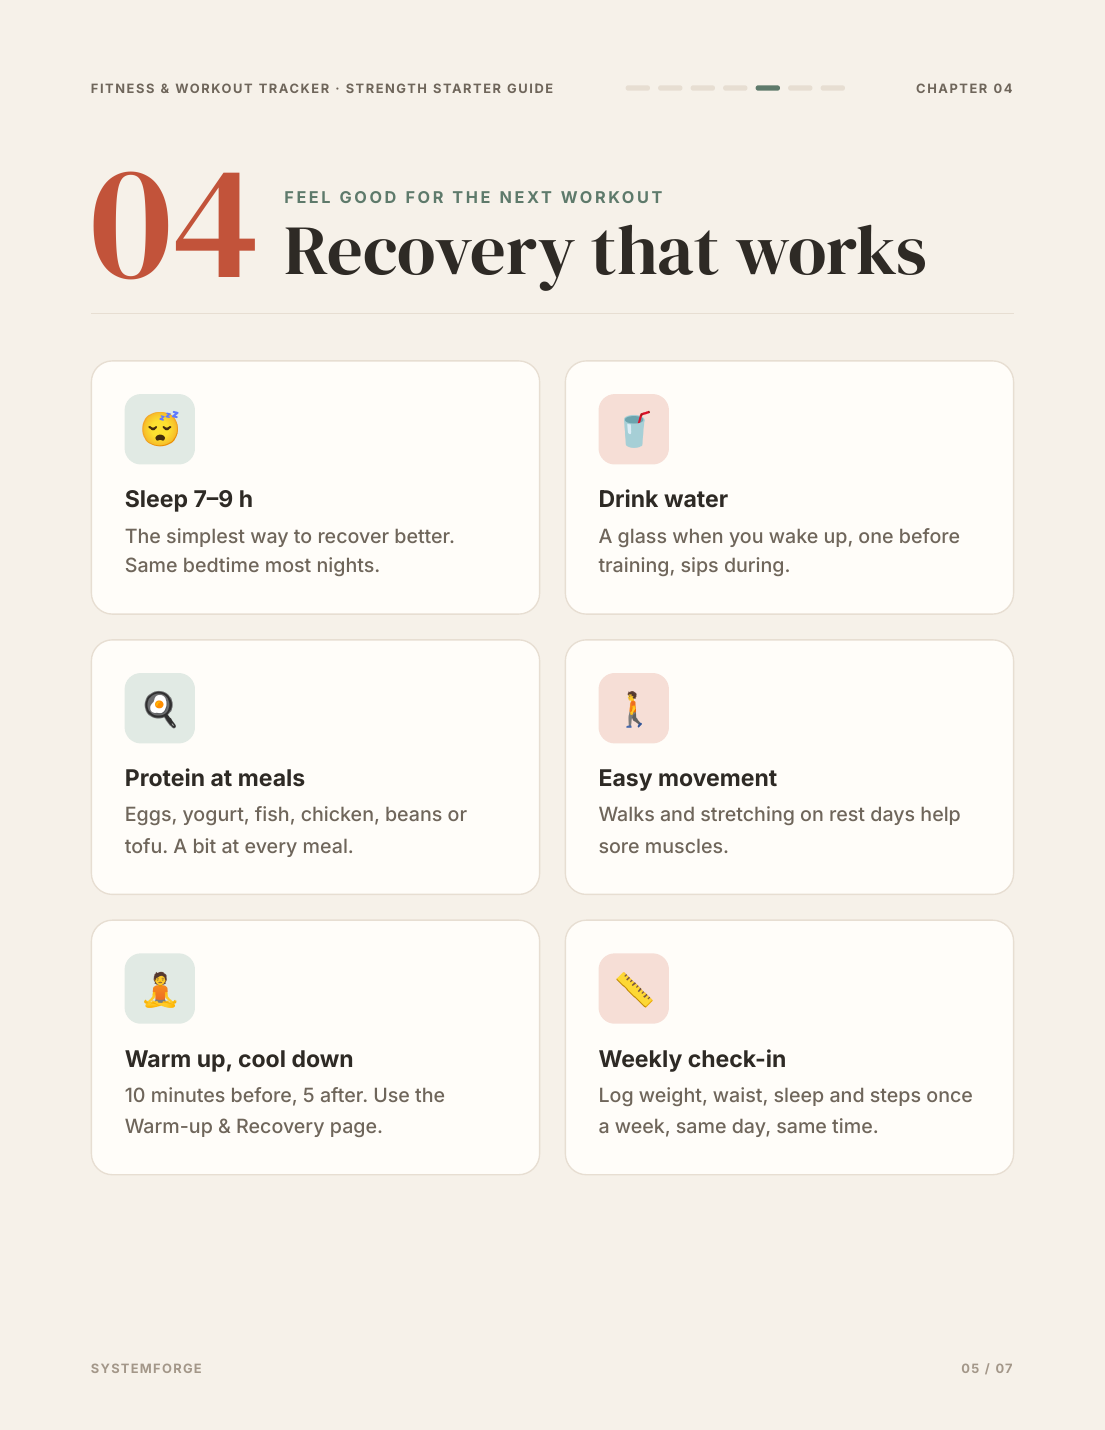 FITNESS & WORKOUT TRACKER · STRENGTH STARTER GUIDE
CHAPTER 04
04
FEEL GOOD FOR THE NEXT WORKOUT
Recovery that works
Sleep 7–9 h
The simplest way to recover better.
Same bedtime most nights.
Drink water
A glass when you wake up, one before
training, sips during.
Protein at meals
Eggs, yogurt, fish, chicken, beans or
tofu. A bit at every meal.
Easy movement
Walks and stretching on rest days help
sore muscles.
Warm up, cool down
10 minutes before, 5 after. Use the
Warm-up & Recovery page.
Weekly check-in
Log weight, waist, sleep and steps once
a week, same day, same time.
SYSTEMFORGE
05 / 07